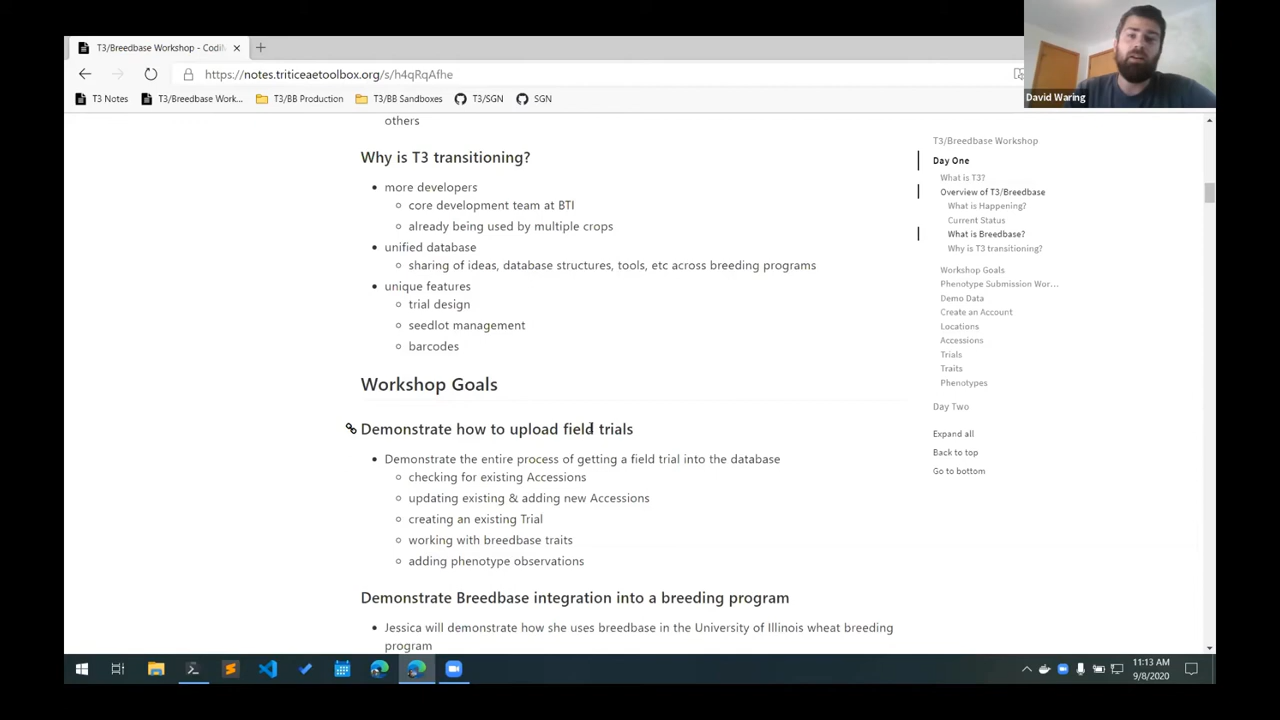 T3/Breedbase Workshop - CodiM
https://notes.triticeaetoolbox.org/s/h4qRqAfhe
T3 Notes
T3/Breedbase Work...
T3/BB Production
T3/BB Sandboxes
T3/SGN
SGN
David Waring
others
Why is T3 transitioning?
more developers
core development team at BTI
already being used by multiple crops
unified database
sharing of ideas, database structures, tools, etc across breeding programs
unique features
trial design
seedlot management
barcodes
Workshop Goals
Demonstrate how to upload field trials
Demonstrate the entire process of getting a field trial into the database
checking for existing Accessions
updating existing & adding new Accessions
creating an existing Trial
working with breedbase traits
adding phenotype observations
Demonstrate Breedbase integration into a breeding program
Jessica will demonstrate how she uses breedbase in the University of Illinois wheat breeding
program
T3/Breedbase Workshop
Day One
What is T3?
Overview of T3/Breedbase
What is Happening?
Current Status
What is Breedbase?
Why is T3 transitioning?
Workshop Goals
Phenotype Submission Wor...
Demo Data
Create an Account
Locations
Accessions
Trials
Traits
Phenotypes
Day Two
Expand all
Back to top
Go to bottom
11:13 AM
9/8/2020